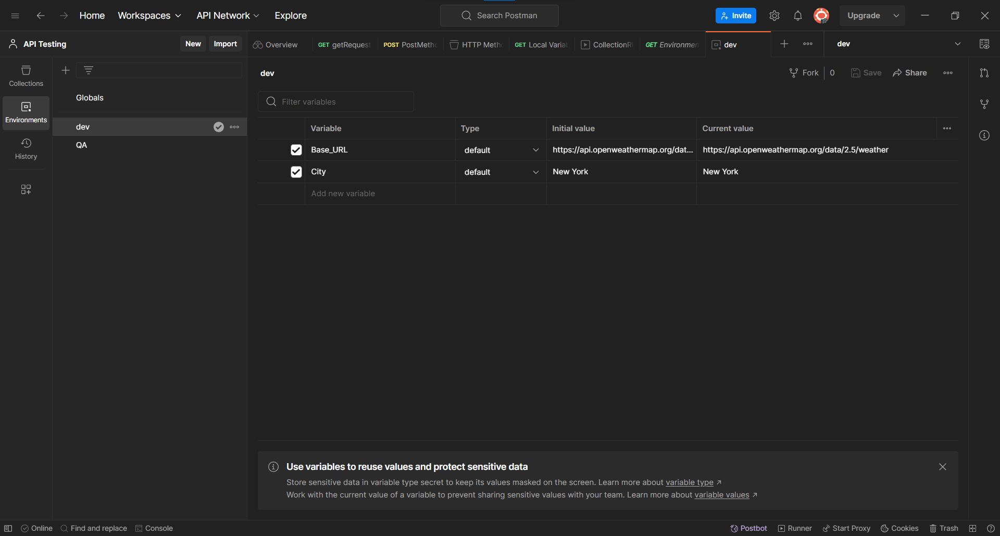 Home Workspaces API Network Explore Search Postman Invite Upgrade
API Testing New Import Overview GET getRequest POST PostMetho HTTP Metho GET Local Varia CollectionR GET Environmen dev dev
dev Fork 0 Save Share
Collections
Globals
Filter variables
Environments
dev
QA
History
Variable Type Initial value Current value
Base_URL default https://api.openweathermap.org/dat... https://api.openweathermap.org/data/2.5/weather
City default New York New York
Add new variable
Use variables to reuse values and protect sensitive data
Store sensitive data in variable type secret to keep its values masked on the screen. Learn more about variable type ↗
Work with the current value of a variable to prevent sharing sensitive values with your team. Learn more about variable values ↗
Online Find and replace Console Postbot Runner Start Proxy Cookies Trash